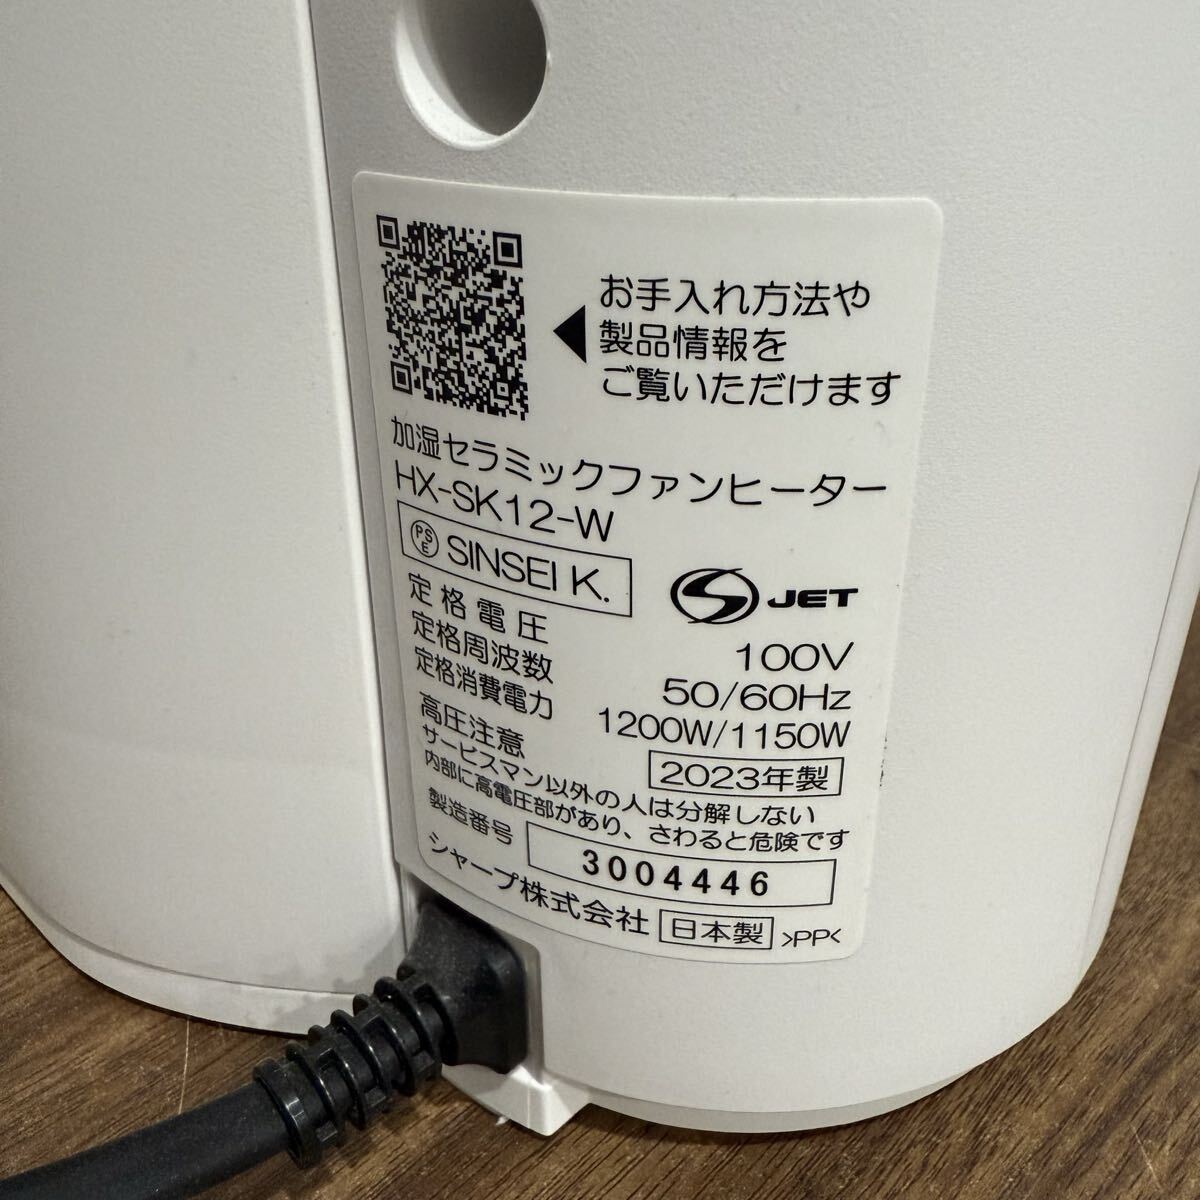 お手入れ方法や
製品情報を
ご覧いただけます
加湿セラミックファンヒーター
HX-SK12-W
PSE SINSEI K.
S JET
定格電圧 100V
定格周波数 50/60Hz
定格消費電力 1200W/1150W
高圧注意 2023年製
サービスマン以外の人は分解しない
内部に高電圧部があり、さわると危険です
製造番号 3004446
シャープ株式会社 日本製 >PP<